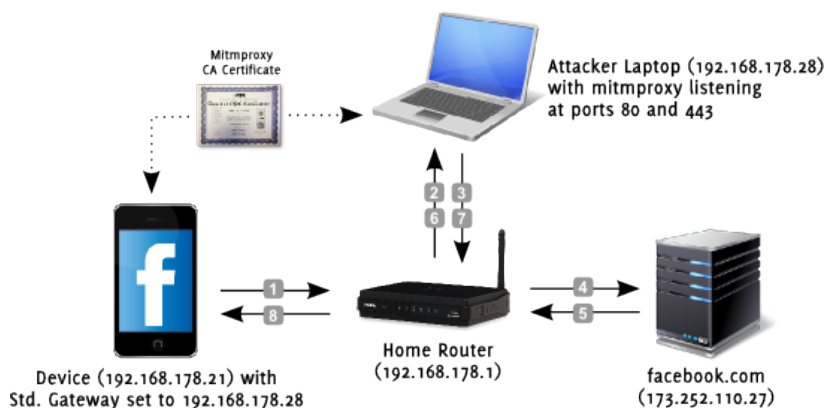 Mitmproxy
CA Certificate
Attacker Laptop (192.168.178.28)
with mitmproxy listening
at ports 80 and 443
2
3
6
7
f
1
8
4
5
Home Router
(192.168.178.1)
Device (192.168.178.21) with
Std. Gateway set to 192.168.178.28
facebook.com
(173.252.110.27)